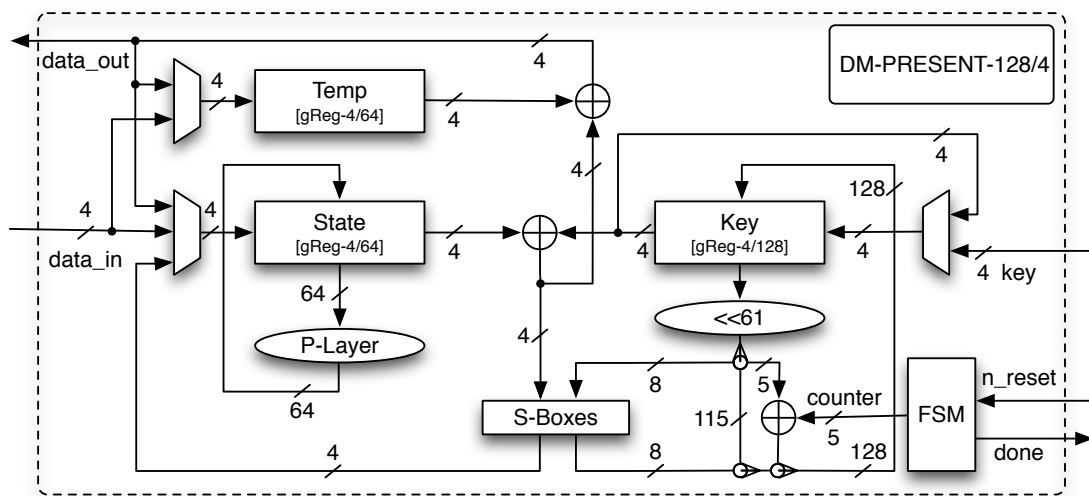 4
data_out
DM-PRESENT-128/4
4
Temp
[gReg-4/64]
4
4
4
4
4
State
[gReg-4/64]
4
4
Key
[gReg-4/128]
4
128
4
key
data_in
64
<<61
P-Layer
4
64
8
5
n_reset
counter
FSM
S-Boxes
115
5
done
4
8
128